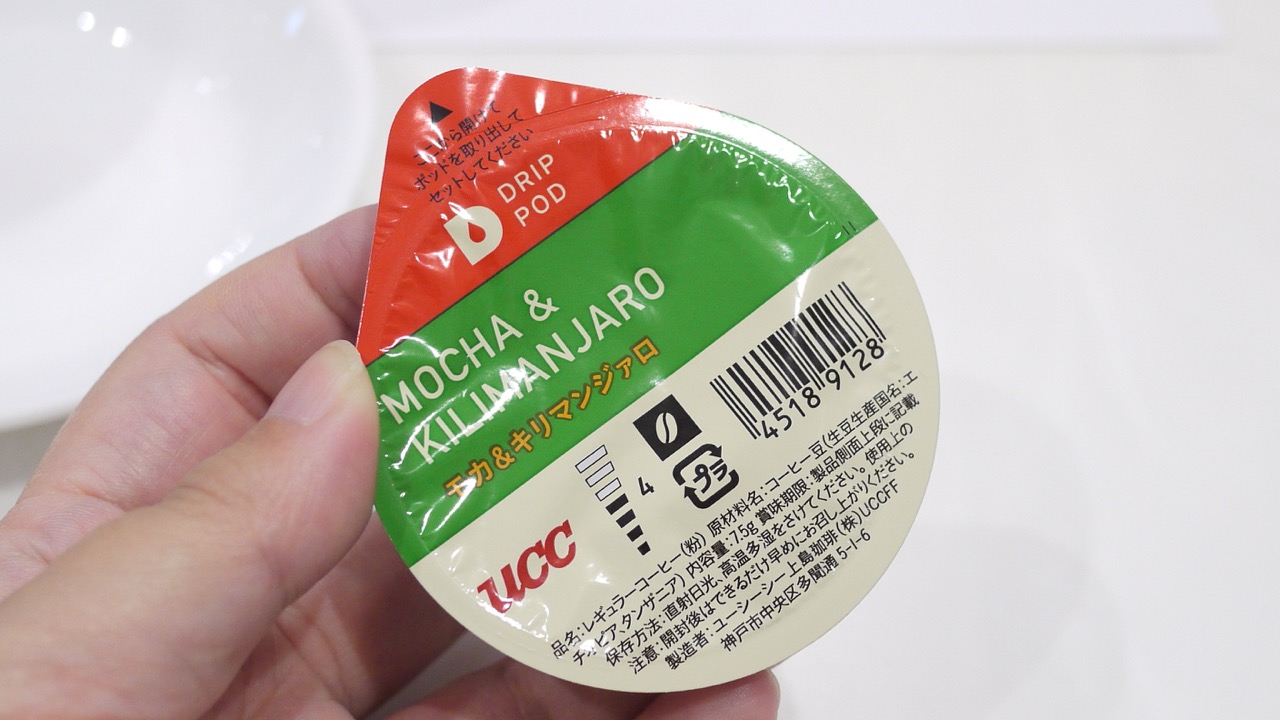 ▲
ここから開けて
ポッドを取り出して
セットしてください
DRIP
POD
MOCHA &
KILIMANJARO
モカ&キリマンジァロ
4518 9128
プラ
4
UCC
品名:レギュラーコーヒー(粉) 原材料名:コーヒー豆(生豆生産国名:エ
チオピア、タンザニア) 内容量:7.5g 賞味期限:製品側面上段に記載
保存方法:直射日光、高温多湿をさけてください。使用上の
注意:開封後はできるだけ早めにお召し上がりください。
製造者:ユーシーシー上島珈琲(株)UCCFF
神戸市中央区多聞通5-1-6